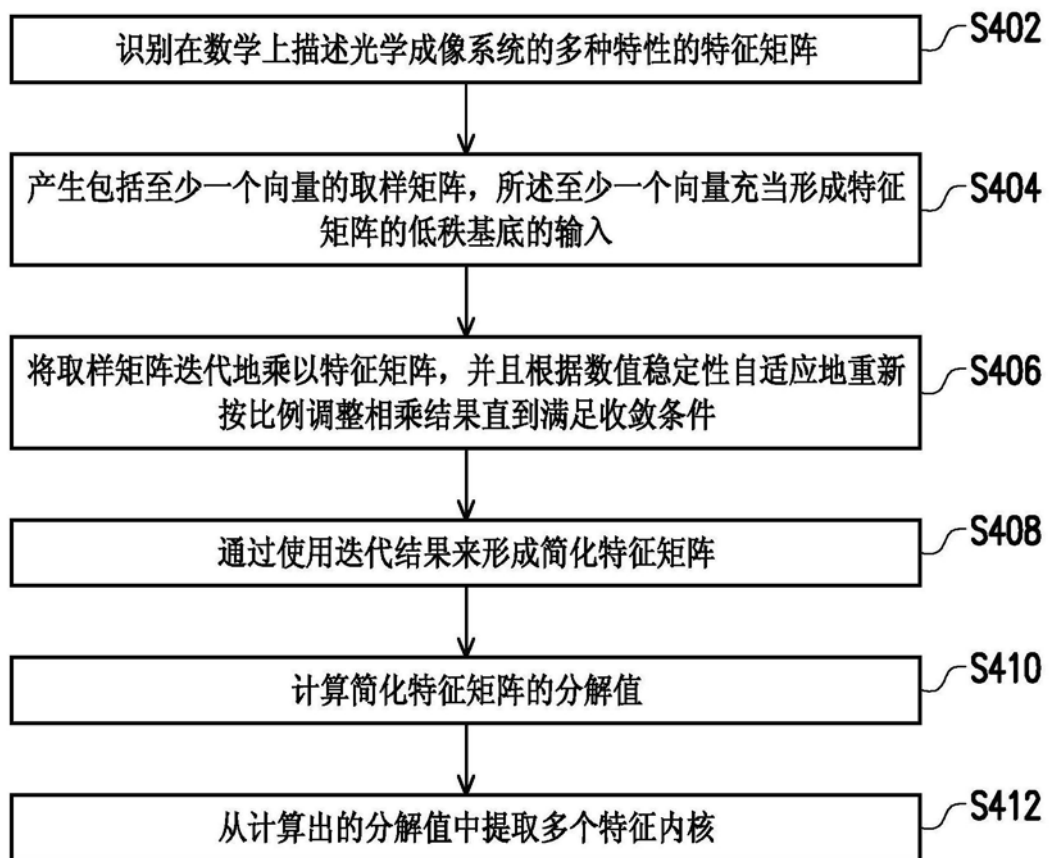 识别在数学上描述光学成像系统的多种特性的特征矩阵
S402
产生包括至少一个向量的取样矩阵，所述至少一个向量充当形成特征
矩阵的低秩基底的输入
S404
将取样矩阵迭代地乘以特征矩阵，并且根据数值稳定性自适应地重新
按比例调整相乘结果直到满足收敛条件
S406
通过使用迭代结果来形成简化特征矩阵
S408
计算简化特征矩阵的分解值
S410
从计算出的分解值中提取多个特征内核
S412